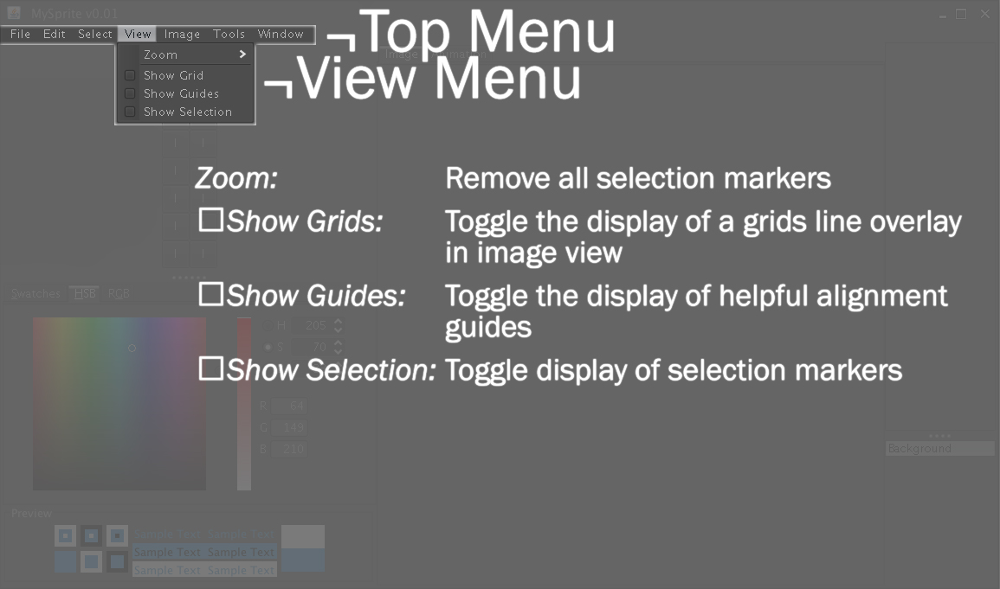 MySprite v0.01
File Edit Select View Image Tools Window
¬Top Menu
Zoom
¬View Menu
Show Grid
Show Guides
Show Selection
Zoom: Remove all selection markers
☐Show Grids: Toggle the display of a grids line overlay
in image view
☐Show Guides: Toggle the display of helpful alignment
guides
☐Show Selection: Toggle display of selection markers
Swatches HSB RGB
H 205
S 70
R 64
G 149
B 210
Background
Preview
Sample Text Sample Text
Sample Text Sample Text
Sample Text Sample Text